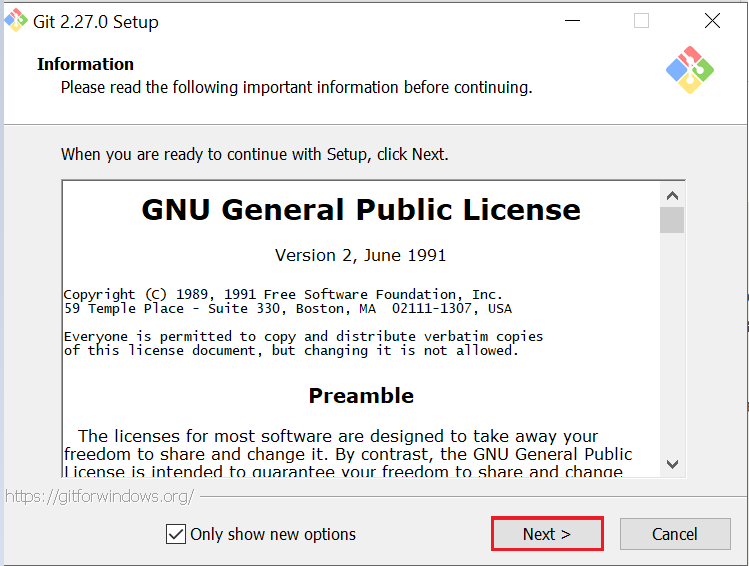 Git 2.27.0 Setup
Information
Please read the following important information before continuing.
When you are ready to continue with Setup, click Next.
GNU General Public License
Version 2, June 1991
Copyright (C) 1989, 1991 Free Software Foundation, Inc.
59 Temple Place - Suite 330, Boston, MA  02111-1307, USA
Everyone is permitted to copy and distribute verbatim copies
of this license document, but changing it is not allowed.
Preamble
The licenses for most software are designed to take away your
freedom to share and change it. By contrast, the GNU General Public
License is intended to guarantee your freedom to share and change
https://gitforwindows.org/
Only show new options
Next >
Cancel